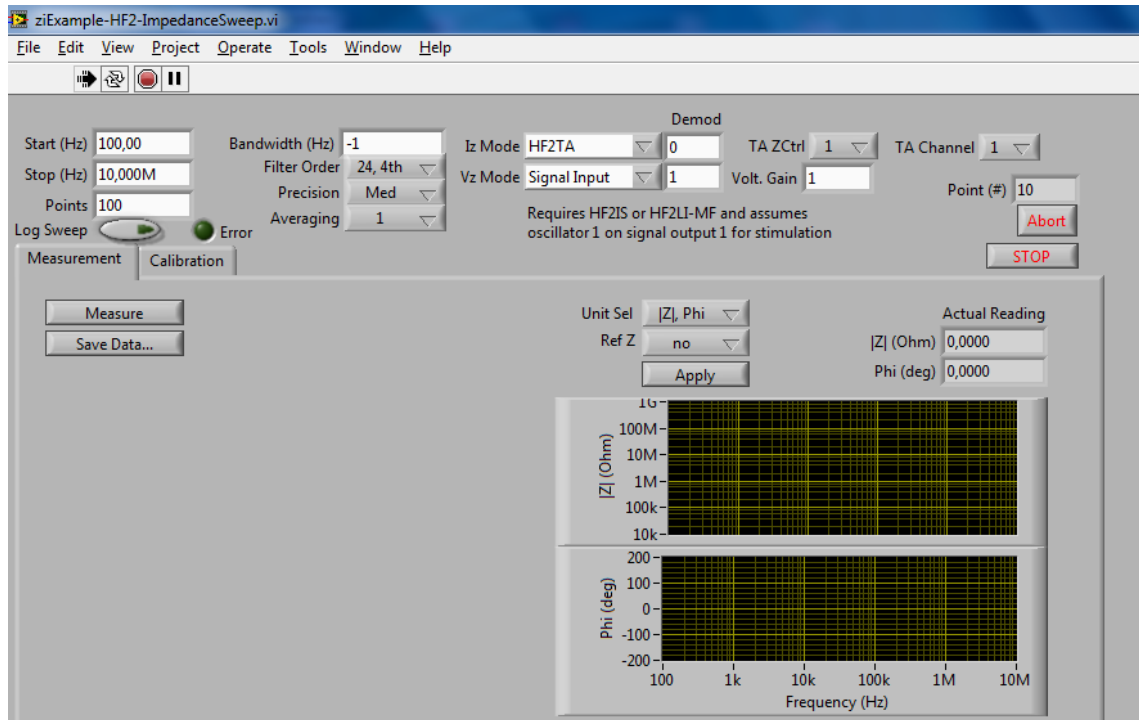 ziExample-HF2-ImpedanceSweep.vi
File Edit View Project Operate Tools Window Help
Demod
Start (Hz) 100,00 Bandwidth (Hz) -1 Iz Mode HF2TA 0 TA ZCtrl 1 TA Channel 1
Stop (Hz) 10,000M Filter Order 24, 4th Vz Mode Signal Input 1 Volt. Gain 1 Point (#) 10
Points 100 Precision Med
Log Sweep Error Averaging 1
Requires HF2IS or HF2LI-MF and assumes
oscillator 1 on signal output 1 for stimulation
Abort
STOP
Measurement Calibration
Measure
Save Data...
Unit Sel |Z|, Phi
Ref Z no
Apply
Actual Reading
|Z| (Ohm) 0,0000
Phi (deg) 0,0000
|Z| (Ohm)
1G
100M
10M
1M
100k
10k
Phi (deg)
200
100
0
-100
-200
100 1k 10k 100k 1M 10M
Frequency (Hz)